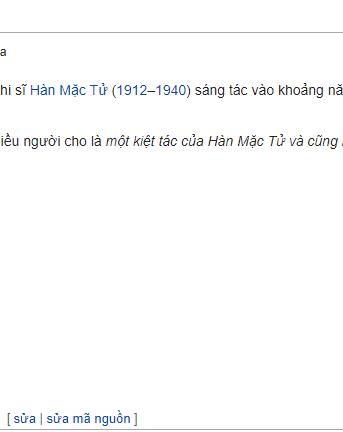 a
hi sĩ Hàn Mặc Tử (1912–1940) sáng tác vào khoảng nă
iều người cho là một kiệt tác của Hàn Mặc Tử và cũng
[ sửa | sửa mã nguồn ]